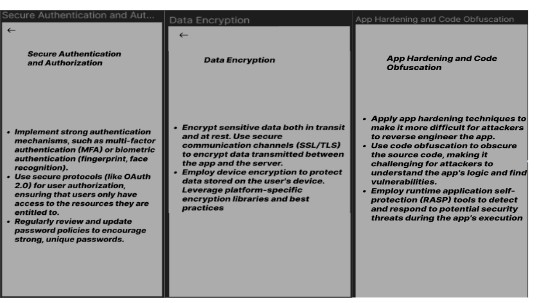 Secure Authentication and Aut...
←
Secure Authentication
and Authorization
• Implement strong authentication
mechanisms, such as multi-factor
authentication (MFA) or biometric
authentication (fingerprint, face
recognition).
• Use secure protocols (like OAuth
2.0) for user authorization,
ensuring that users only have
access to the resources they are
entitled to.
• Regularly review and update
password policies to encourage
strong, unique passwords.
Data Encryption
←
Data Encryption
• Encrypt sensitive data both in transit
and at rest. Use secure
communication channels (SSL/TLS)
to encrypt data transmitted between
the app and the server.
• Employ device encryption to protect
data stored on the user's device.
Leverage platform-specific
encryption libraries and best
practices
App Hardening and Code Obfuscation
App Hardening and Code
Obfuscation
• Apply app hardening techniques to
make it more difficult for attackers
to reverse engineer the app.
• Use code obfuscation to obscure
the source code, making it
challenging for attackers to
understand the app's logic and find
vulnerabilities.
• Employ runtime application self-
protection (RASP) tools to detect
and respond to potential security
threats during the app's execution